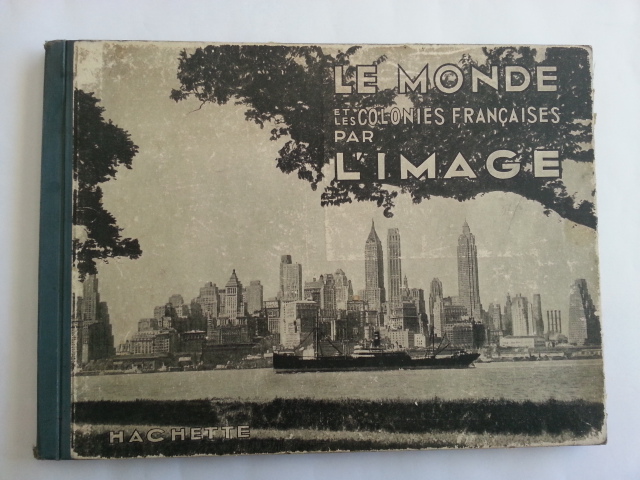 LE MONDE
ET LES COLONIES FRANÇAISES
PAR
L'IMAGE
HACHETTE